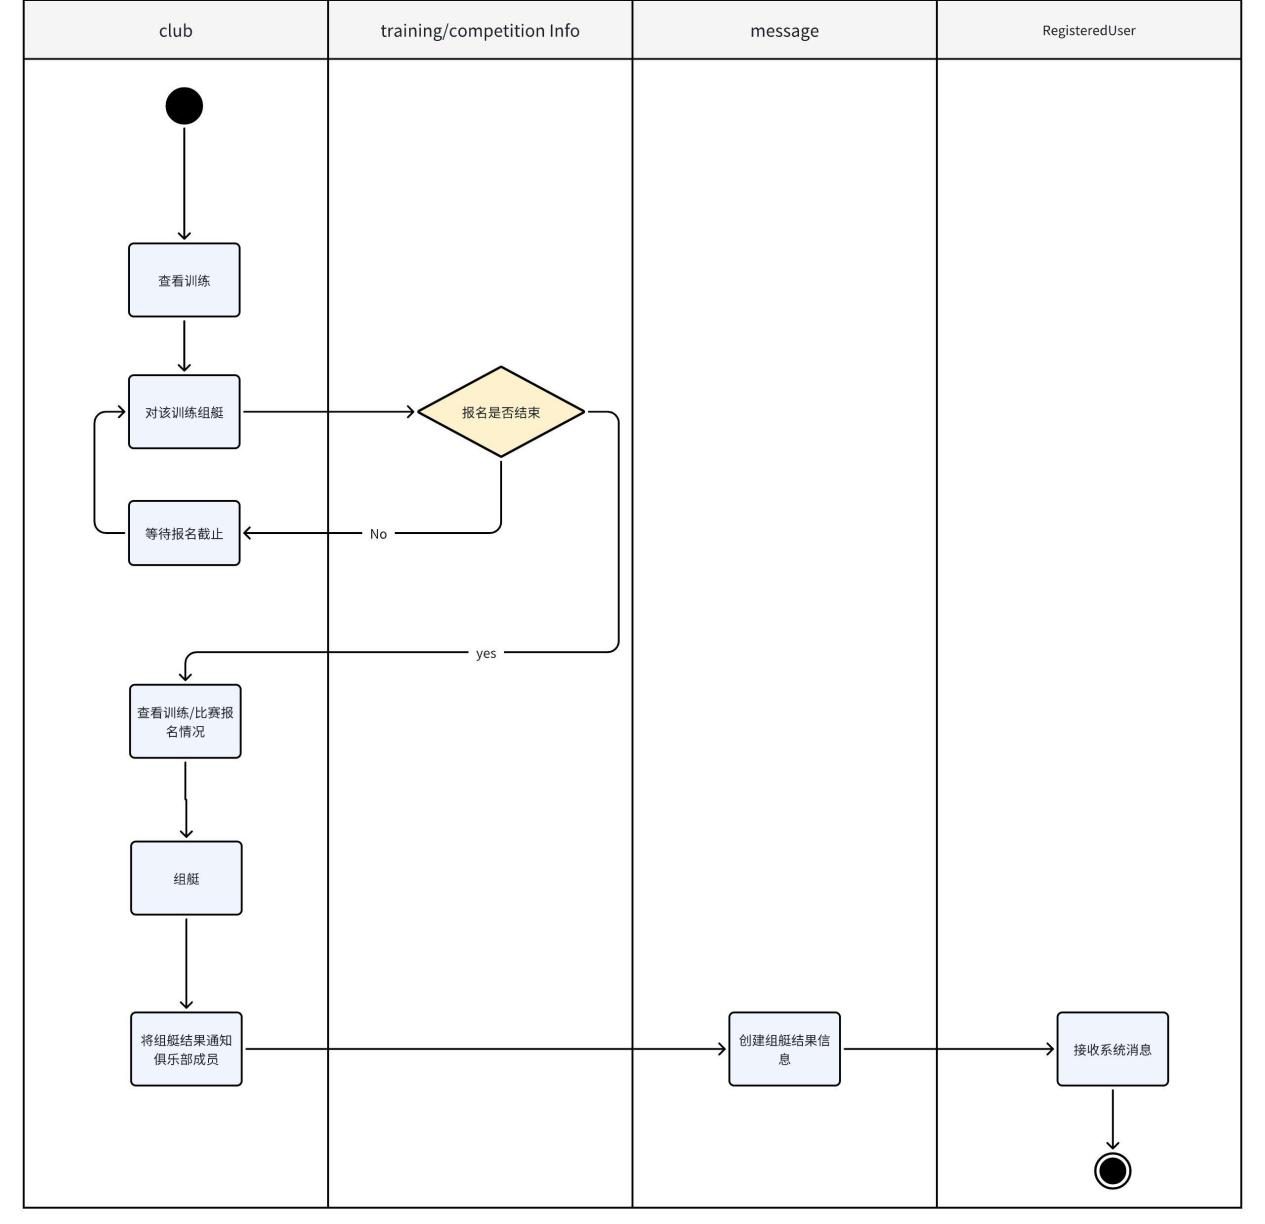 club
training/competition Info
message
RegisteredUser
查看训练
对该训练组艇
报名是否结束
等待报名截止
No
yes
查看训练/比赛报
名情况
组艇
将组艇结果通知
俱乐部成员
创建组艇结果信
息
接收系统消息